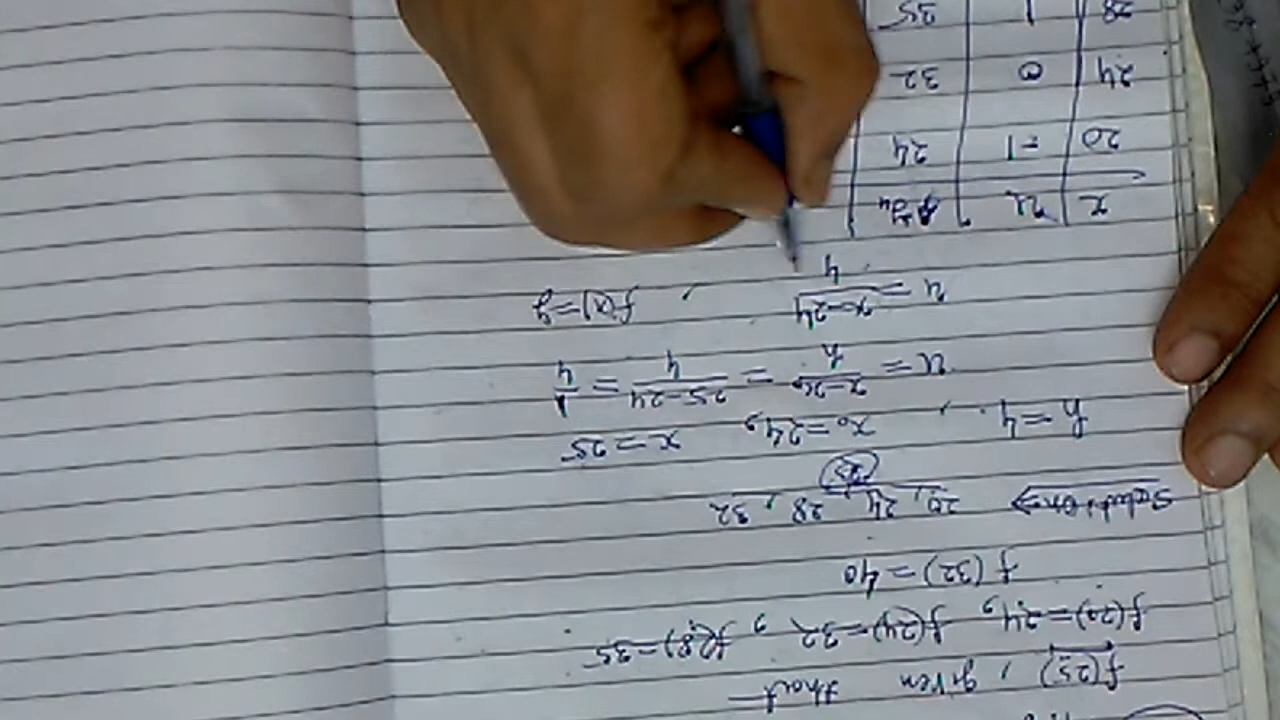 f(25), given that
f(20)=24, f(24)=32, f(28)=35
f(32)=40
Solution⇒ 20, 24, 28, 32
25
h=4, x₀=24, x=25
u = x-x₀/h = 25-24/4 = 1/4
u = x-24/4, f(x)=y
x | u | yu
20 | -1 | 24
24 | 0 | 32
28 | 1 | 35